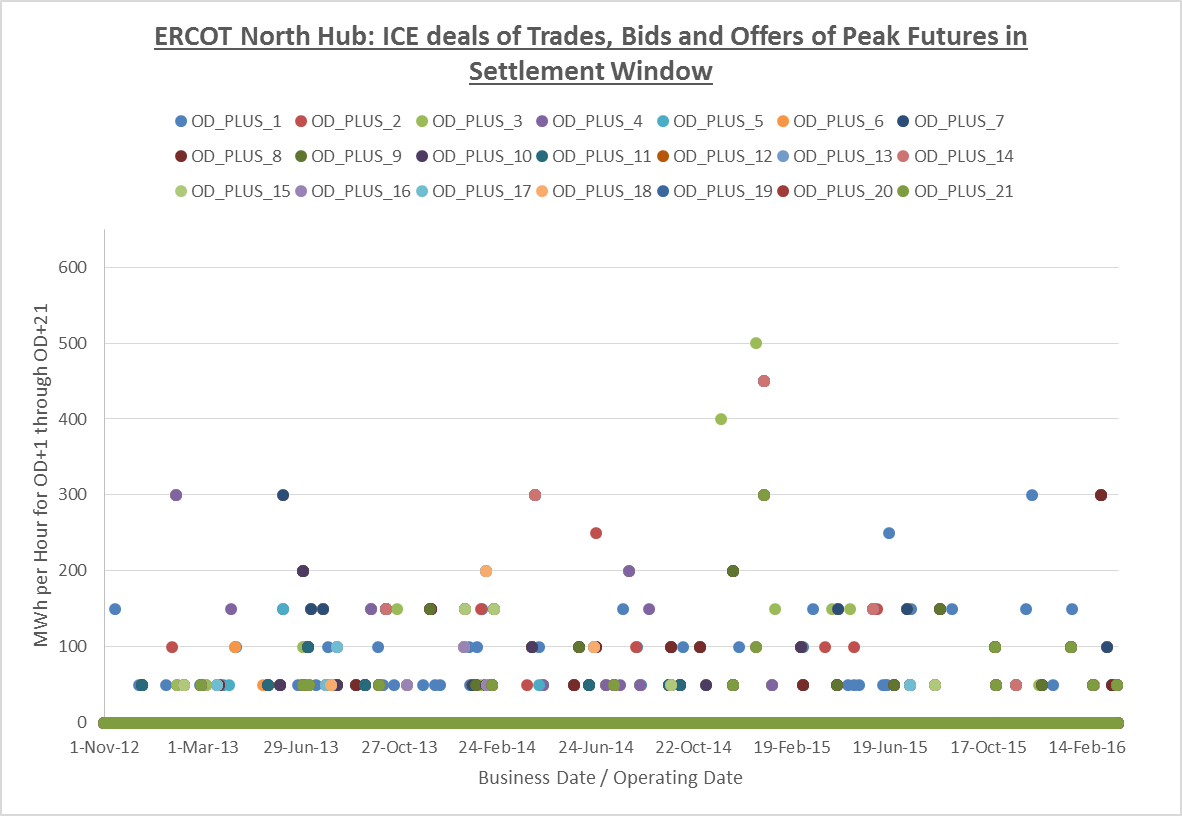 ERCOT North Hub: ICE deals of Trades, Bids and Offers of Peak Futures in
Settlement Window
OD_PLUS_1 OD_PLUS_2 OD_PLUS_3 OD_PLUS_4 OD_PLUS_5 OD_PLUS_6 OD_PLUS_7
OD_PLUS_8 OD_PLUS_9 OD_PLUS_10 OD_PLUS_11 OD_PLUS_12 OD_PLUS_13 OD_PLUS_14
OD_PLUS_15 OD_PLUS_16 OD_PLUS_17 OD_PLUS_18 OD_PLUS_19 OD_PLUS_20 OD_PLUS_21
MWh per Hour for OD+1 through OD+21
600
500
400
300
200
100
0
1-Nov-12 1-Mar-13 29-Jun-13 27-Oct-13 24-Feb-14 24-Jun-14 22-Oct-14 19-Feb-15 19-Jun-15 17-Oct-15 14-Feb-16
Business Date / Operating Date